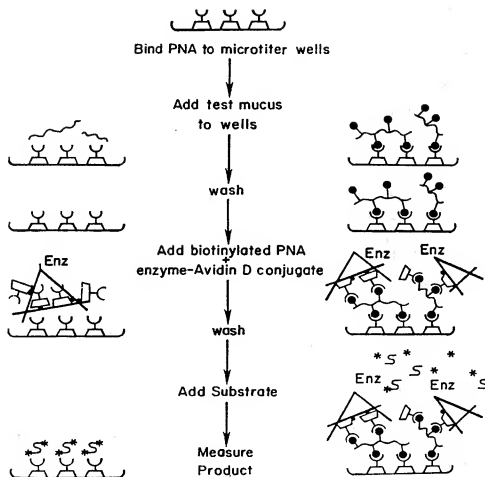 Bind PNA to microtiter wells
Add test mucus
to wells
wash
Enz
Add biotinylated PNA
+
enzyme-Avidin D conjugate
Enz
Enz
wash
* * * *
S S S
* S * S
Add Substrate
Enz
Enz
*S* *S* *S*
Measure
Product